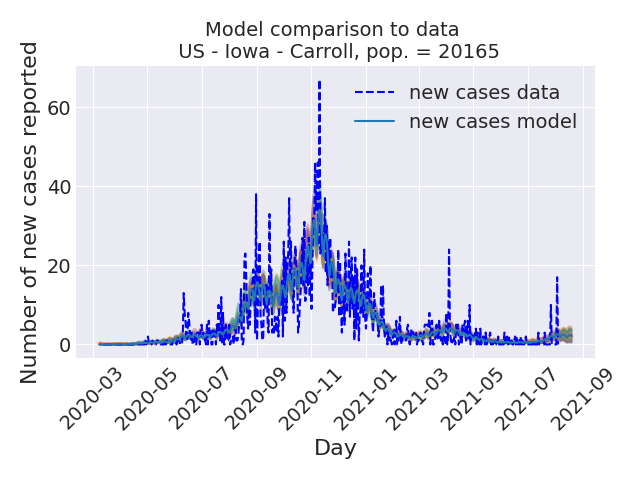 Model comparison to data
US - Iowa - Carroll, pop. = 20165
Number of new cases reported
60
40
20
0
new cases data
new cases model
2020-03
2020-05
2020-07
2020-09
2020-11
2021-01
2021-03
2021-05
2021-07
2021-09
Day